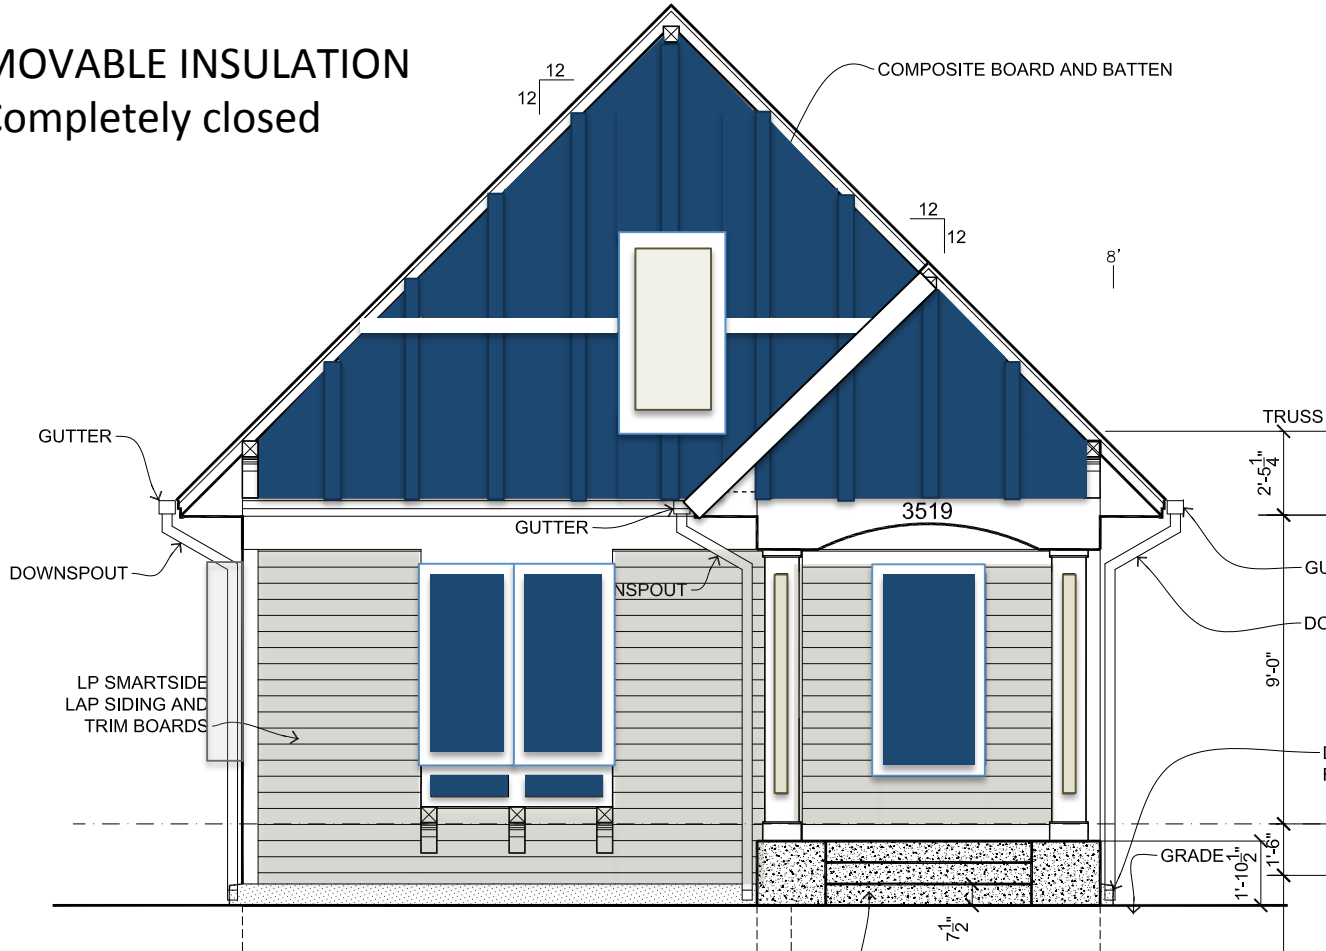 MOVABLE INSULATION
Completely closed
12
12
COMPOSITE BOARD AND BATTEN
12
12
8'
TRUSS
GUTTER
2'-5 1/4"
3519
GUTTER
DOWNSPOUT
NSPOUT
GU
DO
9'-0"
LP SMARTSIDE
LAP SIDING AND
TRIM BOARDS
GRADE
1'-10 1/2"
1'-6"
7 1/2"